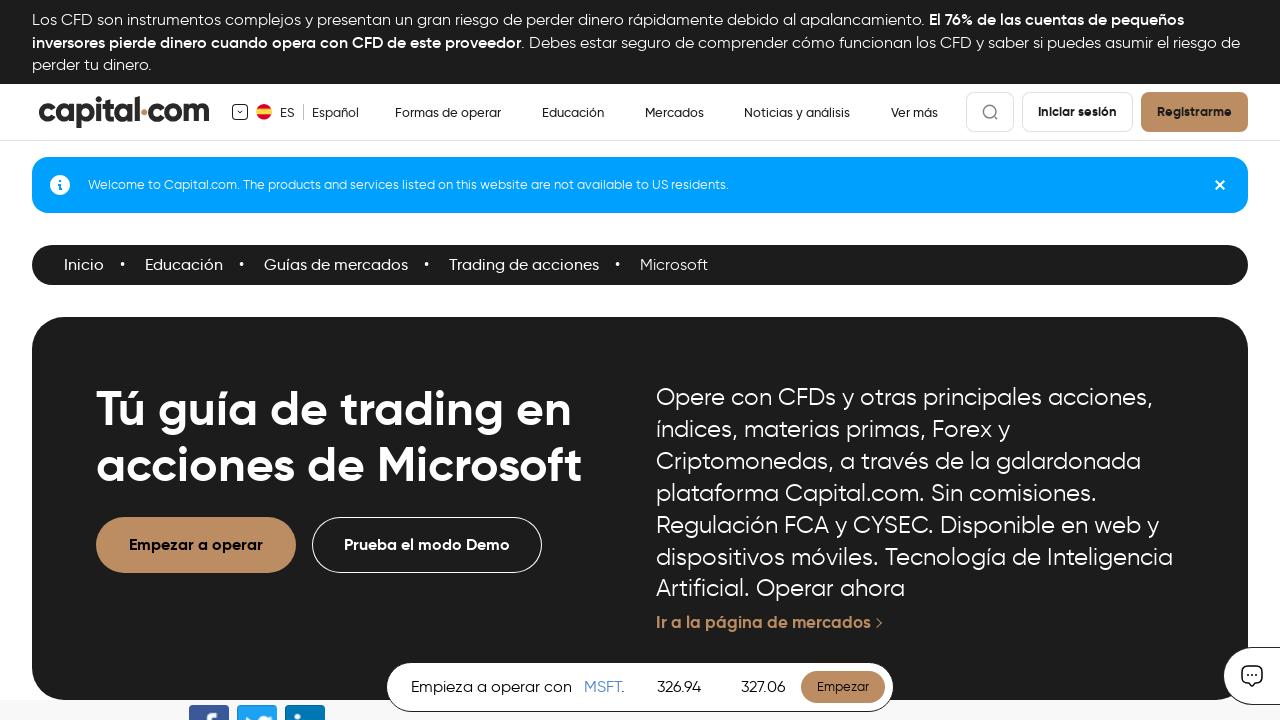 Los CFD son instrumentos complejos y presentan un gran riesgo de perder dinero rápidamente debido al apalancamiento. El 76% de las cuentas de pequeños
inversores pierde dinero cuando opera con CFD de este proveedor. Debes estar seguro de comprender cómo funcionan los CFD y saber si puedes asumir el riesgo de
perder tu dinero.
capital.com ES Español Formas de operar Educación Mercados Noticias y análisis Ver más Iniciar sesión Registrarme
Welcome to Capital.com. The products and services listed on this website are not available to US residents.
Inicio • Educación • Guías de mercados • Trading de acciones • Microsoft
Tú guía de trading en
acciones de Microsoft
Empezar a operar Prueba el modo Demo
Opere con CFDs y otras principales acciones,
índices, materias primas, Forex y
Criptomonedas, a través de la galardonada
plataforma Capital.com. Sin comisiones.
Regulación FCA y CYSEC. Disponible en web y
dispositivos móviles. Tecnología de Inteligencia
Artificial. Operar ahora
Ir a la página de mercados
Empieza a operar con MSFT. 326.94 327.06 Empezar